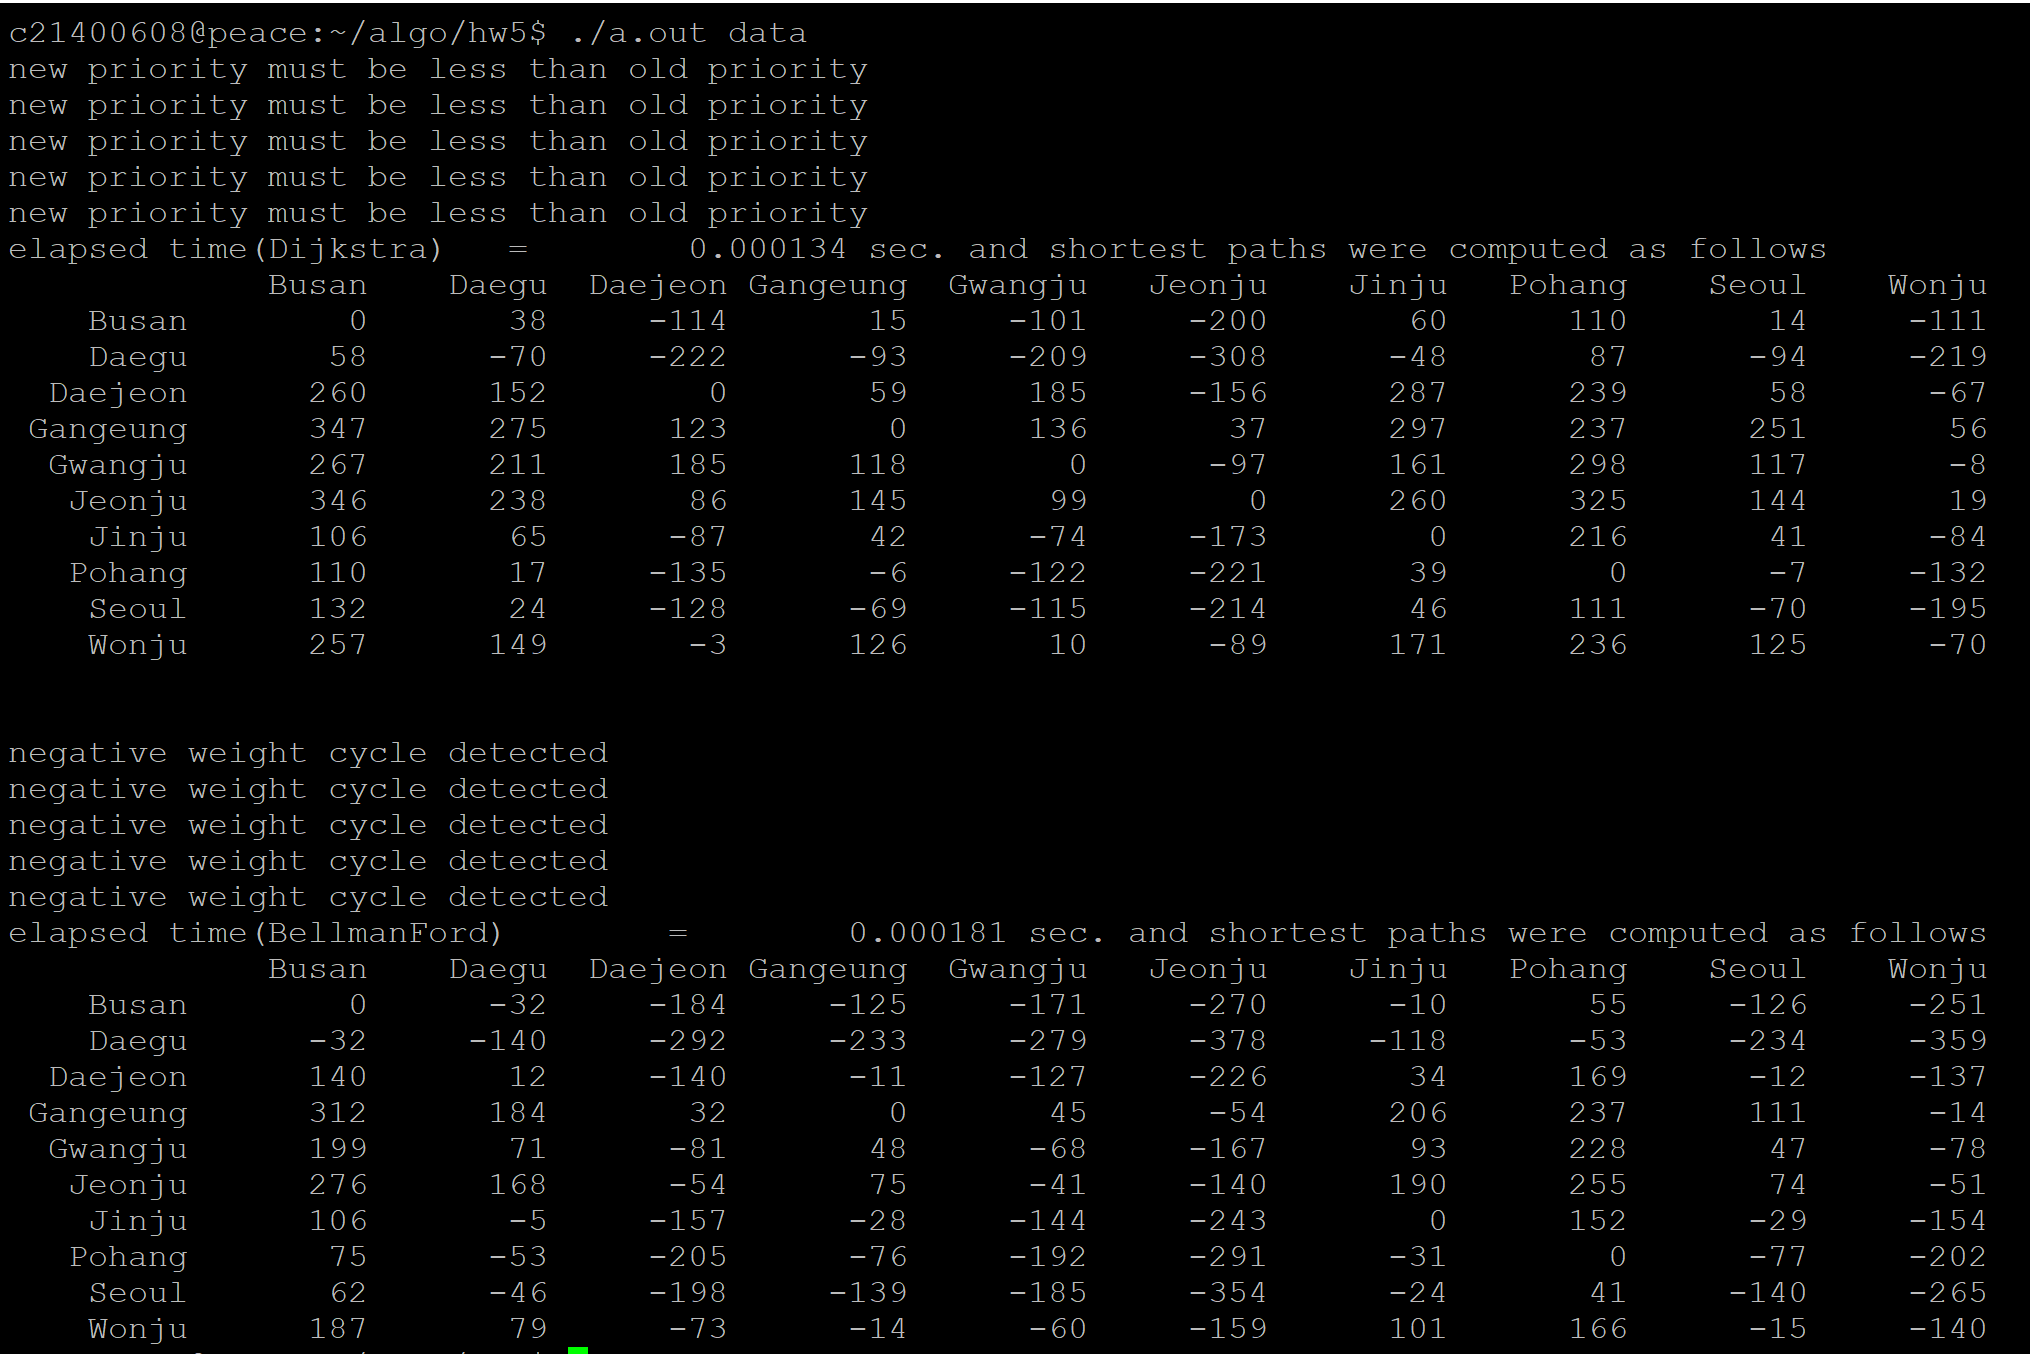 c21400608@peace:~/algo/hw5$ ./a.out data
new priority must be less than old priority
new priority must be less than old priority
new priority must be less than old priority
new priority must be less than old priority
new priority must be less than old priority
elapsed time(Dijkstra) = 0.000134 sec. and shortest paths were computed as follows
Busan Daegu Daejeon Gangeung Gwangju Jeonju Jinju Pohang Seoul Wonju
Busan 0 38 -114 15 -101 -200 60 110 14 -111
Daegu 58 -70 -222 -93 -209 -308 -48 87 -94 -219
Daejeon 260 152 0 59 185 -156 287 239 58 -67
Gangeung 347 275 123 0 136 37 297 237 251 56
Gwangju 267 211 185 118 0 -97 161 298 117 -8
Jeonju 346 238 86 145 99 0 260 325 144 19
Jinju 106 65 -87 42 -74 -173 0 216 41 -84
Pohang 110 17 -135 -6 -122 -221 39 0 -7 -132
Seoul 132 24 -128 -69 -115 -214 46 111 -70 -195
Wonju 257 149 -3 126 10 -89 171 236 125 -70
negative weight cycle detected
negative weight cycle detected
negative weight cycle detected
negative weight cycle detected
negative weight cycle detected
elapsed time(BellmanFord) = 0.000181 sec. and shortest paths were computed as follows
Busan Daegu Daejeon Gangeung Gwangju Jeonju Jinju Pohang Seoul Wonju
Busan 0 -32 -184 -125 -171 -270 -10 55 -126 -251
Daegu -32 -140 -292 -233 -279 -378 -118 -53 -234 -359
Daejeon 140 12 -140 -11 -127 -226 34 169 -12 -137
Gangeung 312 184 32 0 45 -54 206 237 111 -14
Gwangju 199 71 -81 48 -68 -167 93 228 47 -78
Jeonju 276 168 -54 75 -41 -140 190 255 74 -51
Jinju 106 -5 -157 -28 -144 -243 0 152 -29 -154
Pohang 75 -53 -205 -76 -192 -291 -31 0 -77 -202
Seoul 62 -46 -198 -139 -185 -354 -24 41 -140 -265
Wonju 187 79 -73 -14 -60 -159 101 166 -15 -140